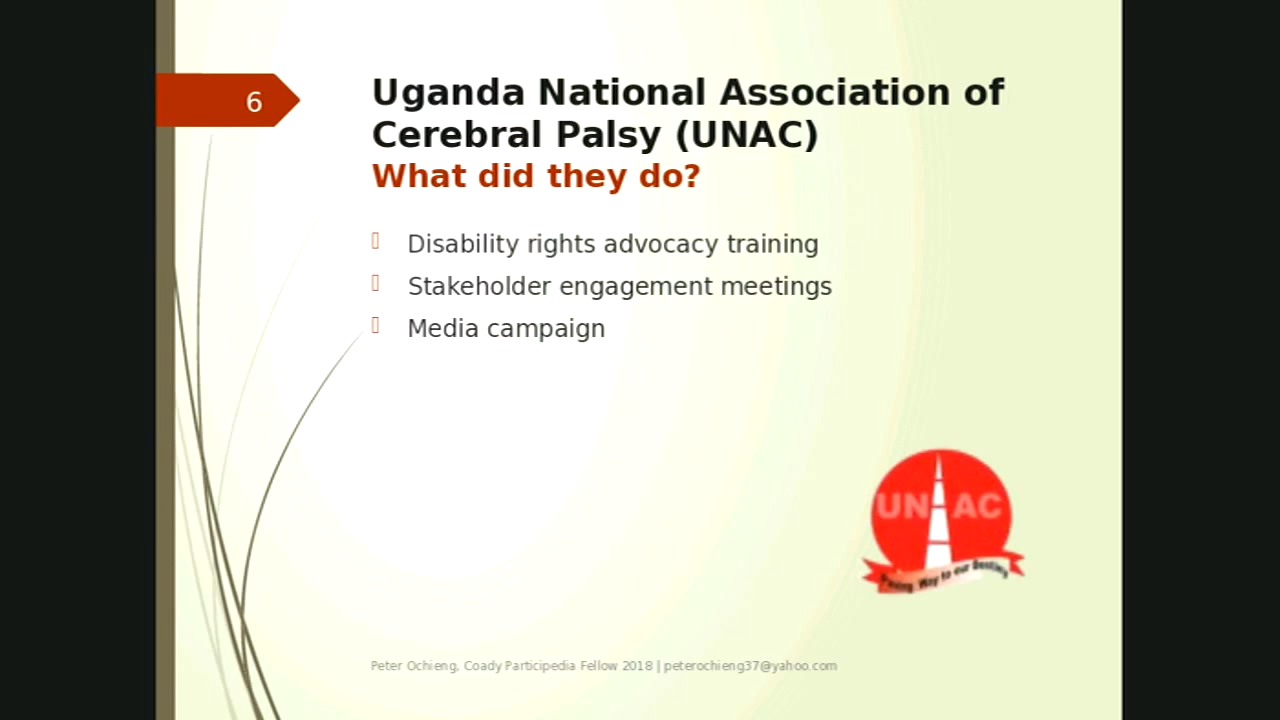 6
Uganda National Association of
Cerebral Palsy (UNAC)
What did they do?
Disability rights advocacy training
Stakeholder engagement meetings
Media campaign
UNAC
Paving Way to our Destiny
Peter Ochieng, Coady Participedia Fellow 2018 | peterochieng37@yahoo.com